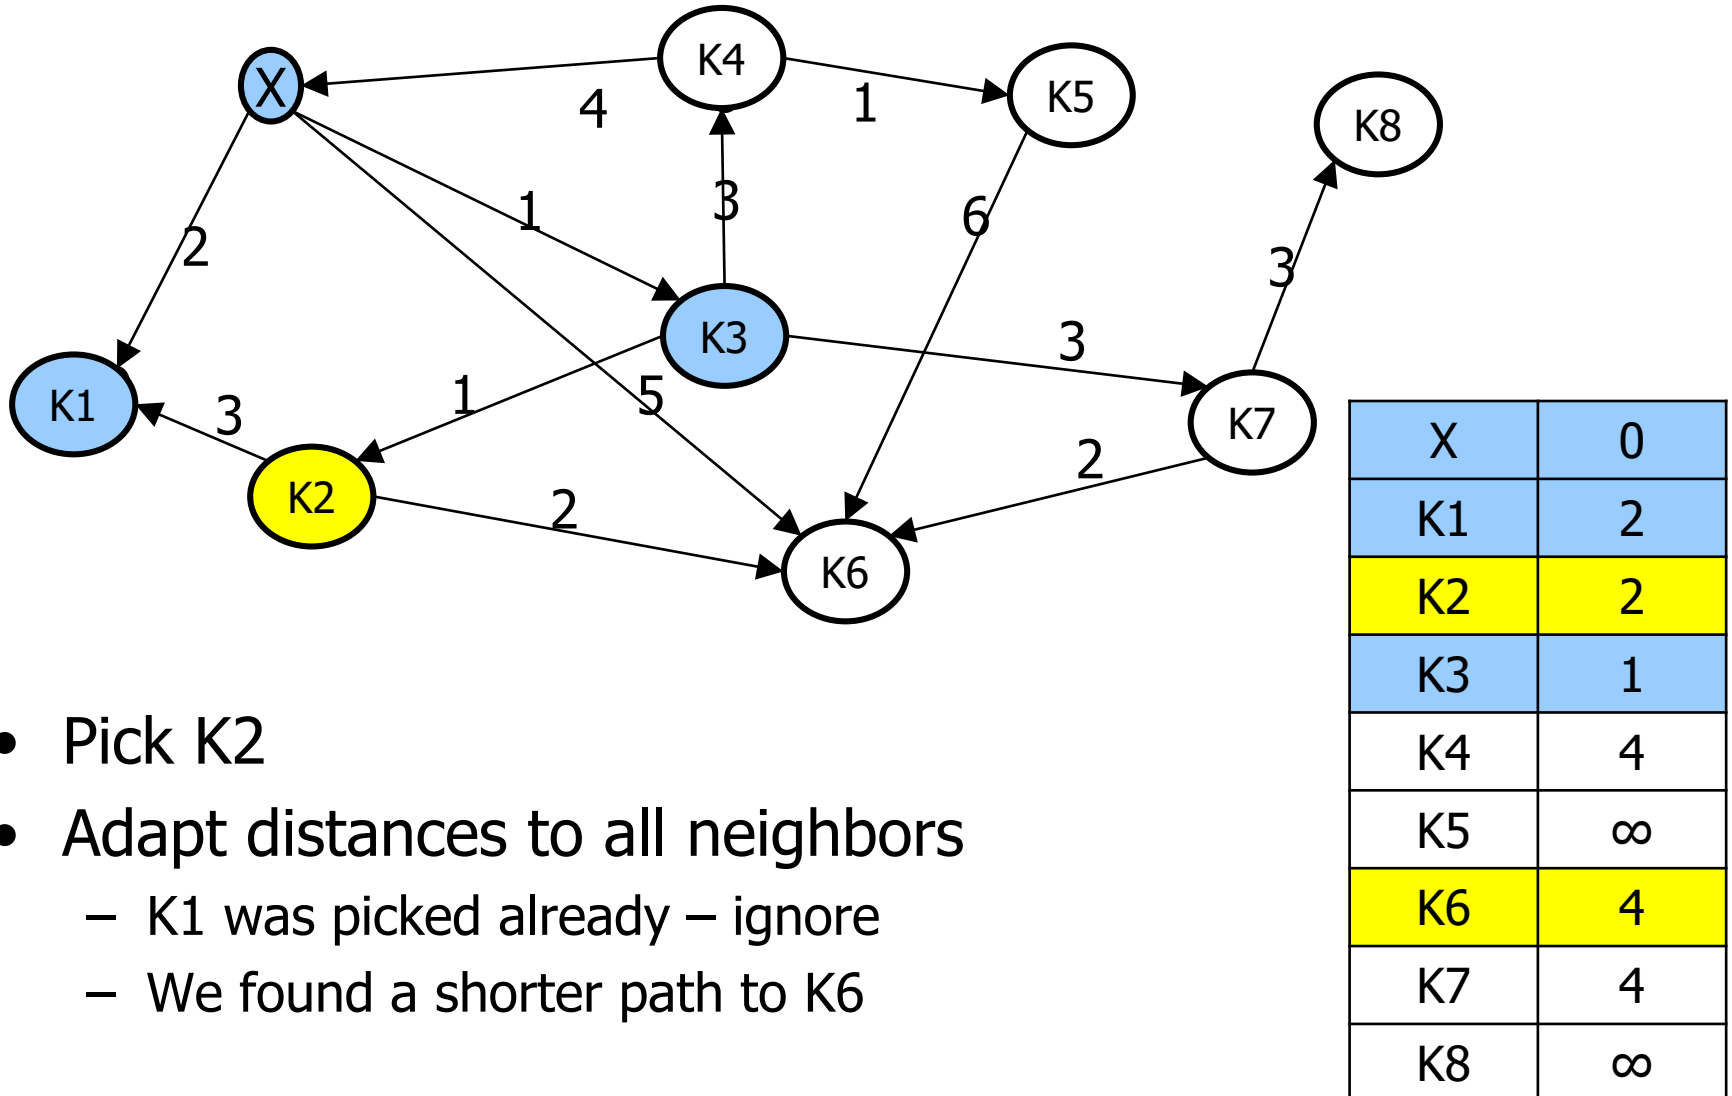 X
K4
K5
K8
4
1
1
3
6
2
3
K3
3
K1
3
1
5
K7
K2
2
2
K6
X 0
K1 2
K2 2
K3 1
K4 4
K5 ∞
K6 4
K7 4
K8 ∞
• Pick K2
• Adapt distances to all neighbors
– K1 was picked already – ignore
– We found a shorter path to K6